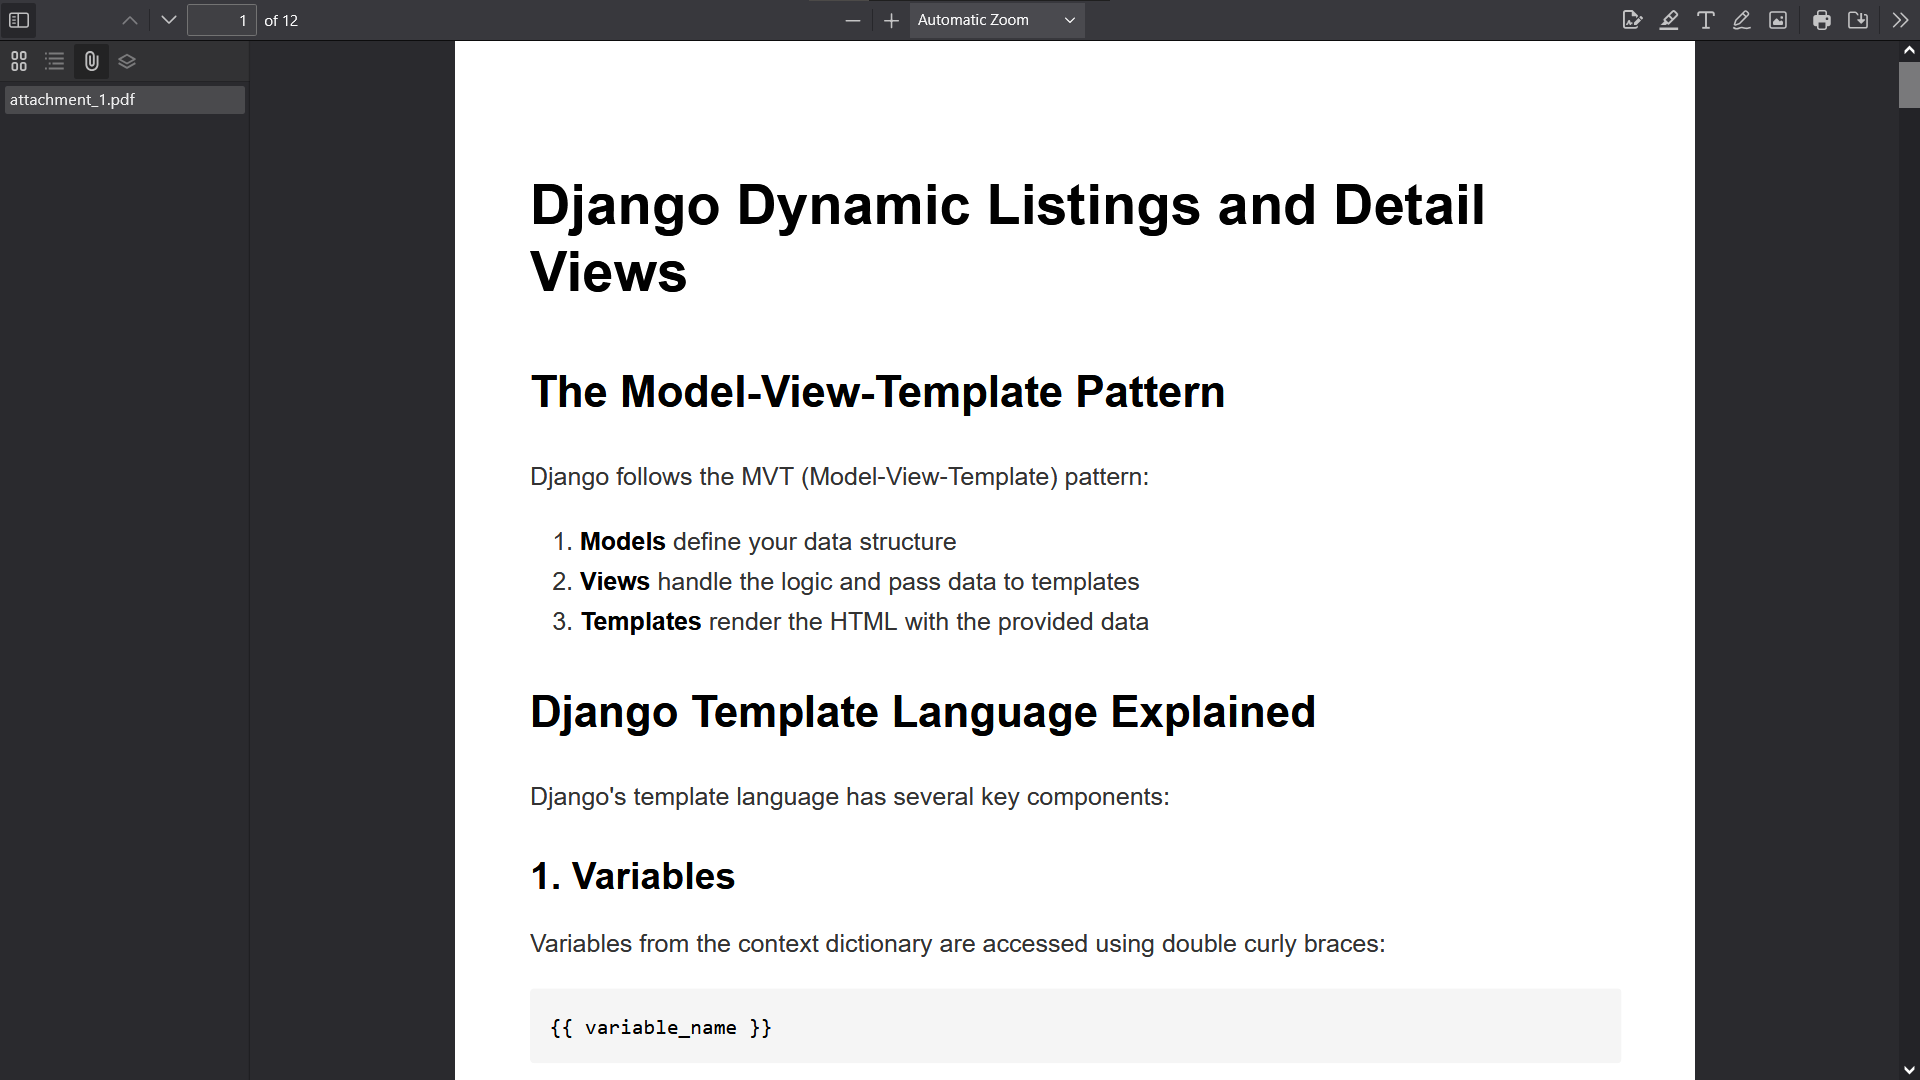 1 of 12
Automatic Zoom
attachment_1.pdf
Django Dynamic Listings and Detail
Views
The Model-View-Template Pattern
Django follows the MVT (Model-View-Template) pattern:
1. Models define your data structure
2. Views handle the logic and pass data to templates
3. Templates render the HTML with the provided data
Django Template Language Explained
Django's template language has several key components:
1. Variables
Variables from the context dictionary are accessed using double curly braces:
{{ variable_name }}